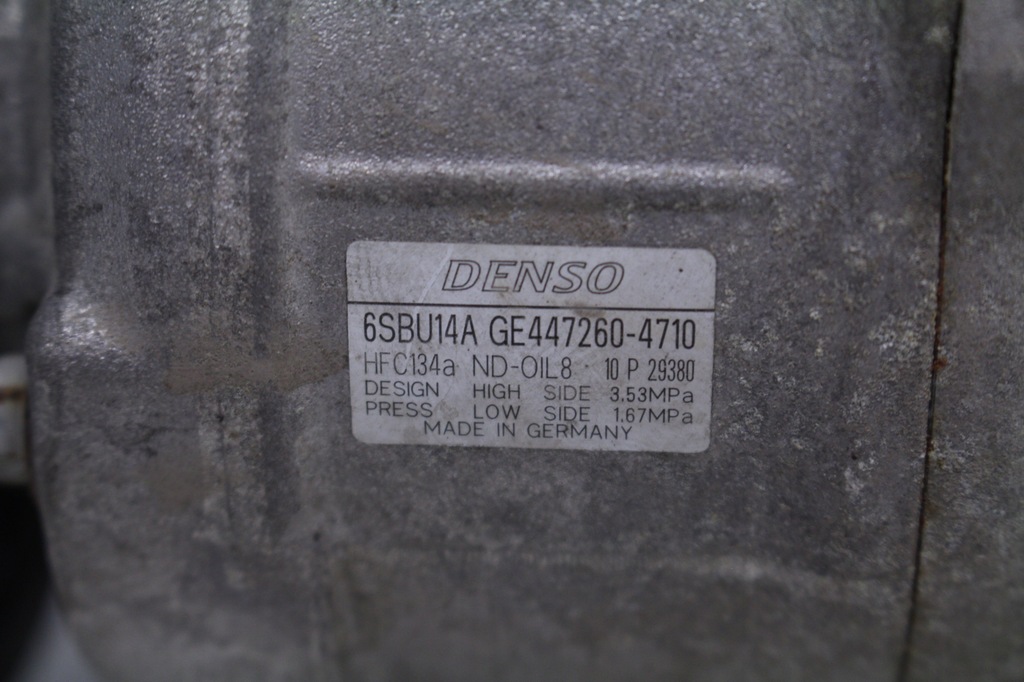 DENSO
6SBU14A GE447260-4710
HFC134a ND-OIL8 10 P 29380
DESIGN HIGH SIDE 3.53MPa
PRESS LOW SIDE 1.67MPa
MADE IN GERMANY